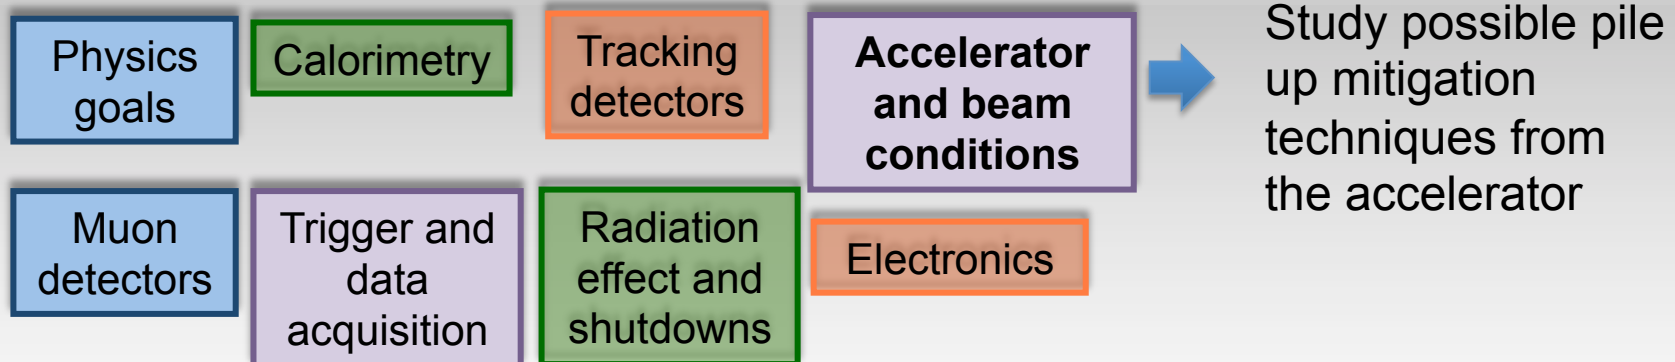 Physics
goals
Calorimetry
Tracking
detectors
Accelerator
and beam
conditions
Study possible pile
up mitigation
techniques from
the accelerator
Muon
detectors
Trigger and
data
acquisition
Radiation
effect and
shutdowns
Electronics